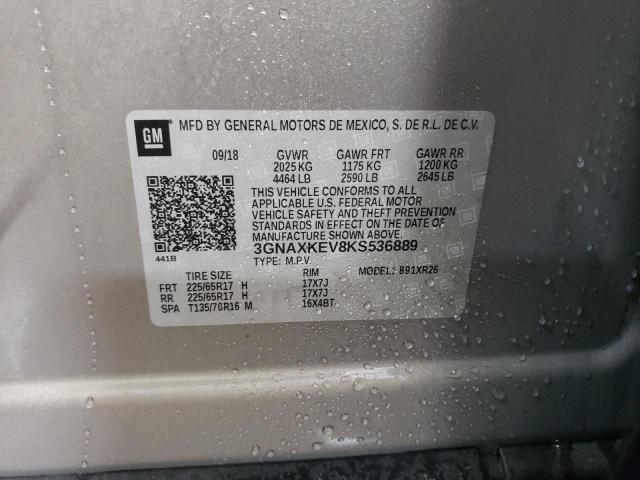 GM MFD BY GENERAL MOTORS DE MEXICO, S. DE R.L. DE C.V.
09/18 GVWR GAWR FRT GAWR RR
2025 KG 1175 KG 1200 KG
4464 LB 2590 LB 2645 LB
THIS VEHICLE CONFORMS TO ALL
APPLICABLE U.S. FEDERAL MOTOR
VEHICLE SAFETY AND THEFT PREVENTION
STANDARDS IN EFFECT ON THE DATE OF
MANUFACTURE SHOWN ABOVE.
3GNAXKEV8KS536889
441B TYPE: M.P.V. MODEL: 891XR26
TIRE SIZE RIM
FRT 225/65R17 H 17X7J
RR 225/65R17 H 17X7J
SPA T135/70R16 M 16X4BT